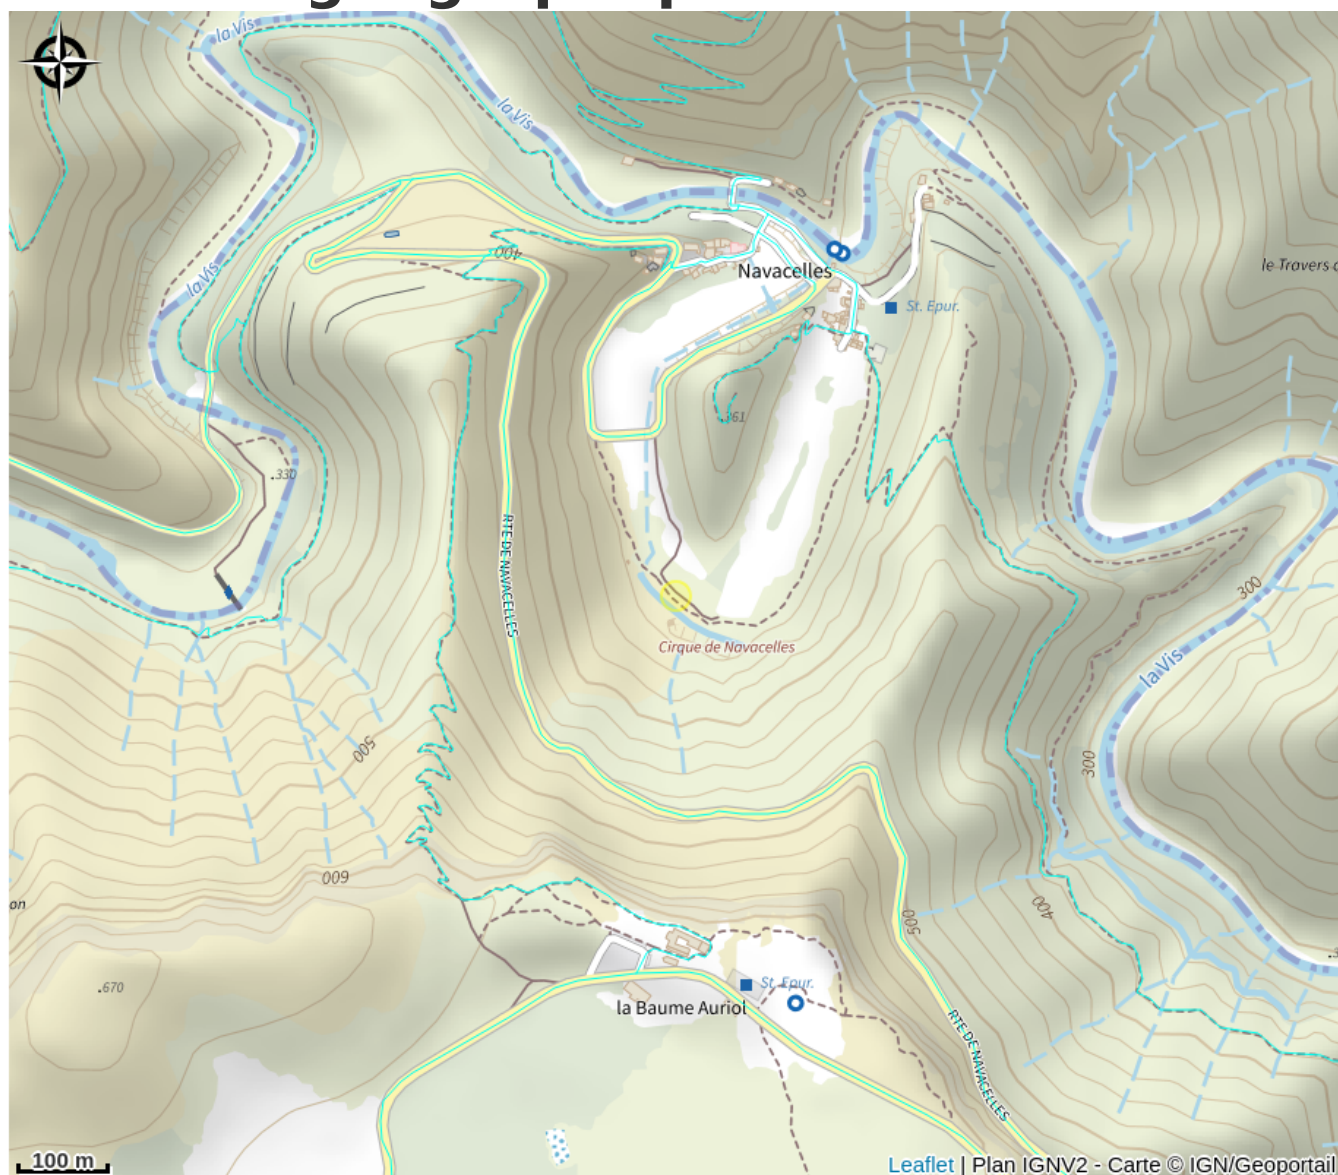 la Vis
la Vis
la Vis
400
Navacelles
le Travers
St. Epur.
.361
.330
RTE DE NAVACELLES
300
Cirque de Navacelles
la Vis
500
300
600
400
500
on
.670
St. Epur.
la Baume Auriol
RTE DE NAVACELLES
100 m
Leaflet | Plan IGNV2 - Carte © IGN/Geoportail